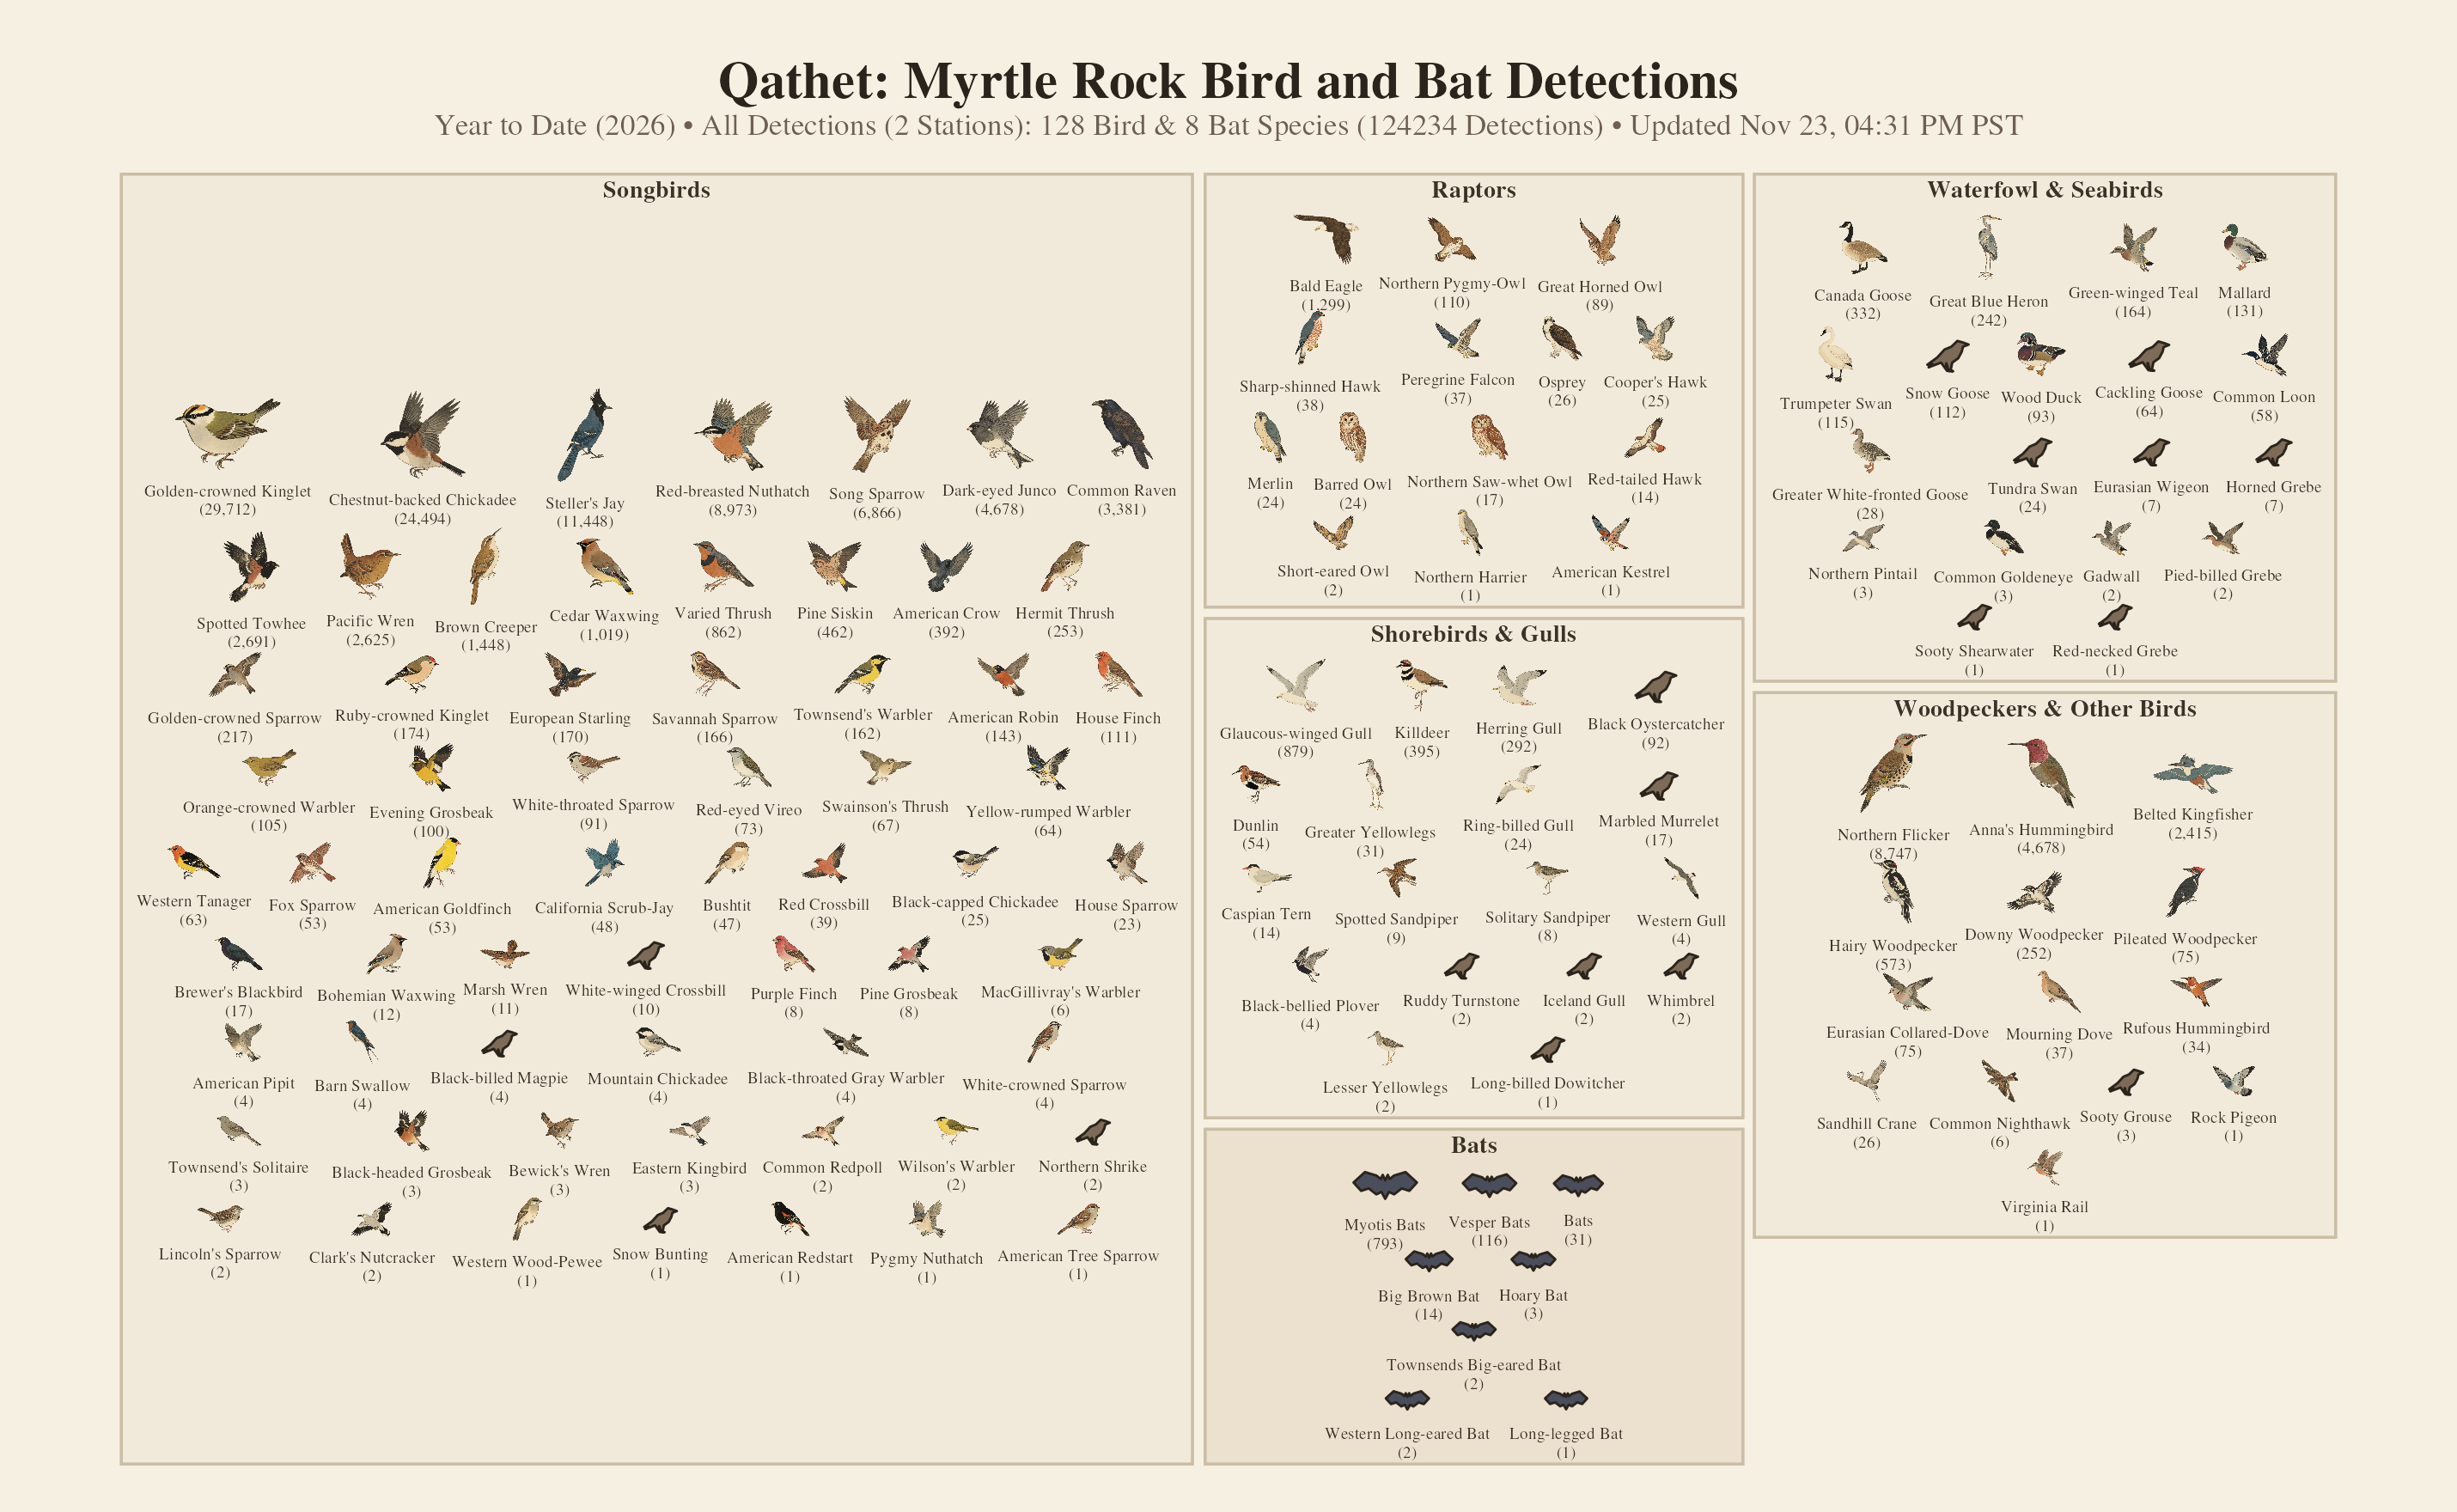 Qathet: Myrtle Rock Bird and Bat Detections
Year to Date (2026) • All Detections (2 Stations): 128 Bird & 8 Bat Species (124234 Detections) • Updated Nov 23, 04:31 PM PST
Songbirds
Golden-crowned Kinglet
(29,712)
Chestnut-backed Chickadee
(24,494)
Steller's Jay
(11,448)
Red-breasted Nuthatch
(8,973)
Song Sparrow
(6,866)
Dark-eyed Junco
(4,678)
Common Raven
(3,381)
Spotted Towhee
(2,691)
Pacific Wren
(2,625)
Brown Creeper
(1,448)
Cedar Waxwing
(1,019)
Varied Thrush
(862)
Pine Siskin
(462)
American Crow
(392)
Hermit Thrush
(253)
Golden-crowned Sparrow
(217)
Ruby-crowned Kinglet
(174)
European Starling
(170)
Savannah Sparrow
(166)
Townsend's Warbler
(162)
American Robin
(143)
House Finch
(111)
Orange-crowned Warbler
(105)
Evening Grosbeak
(100)
White-throated Sparrow
(91)
Red-eyed Vireo
(73)
Swainson's Thrush
(67)
Yellow-rumped Warbler
(64)
Western Tanager
(63)
Fox Sparrow
(53)
American Goldfinch
(53)
California Scrub-Jay
(48)
Bushtit
(47)
Red Crossbill
(39)
Black-capped Chickadee
(25)
House Sparrow
(23)
Brewer's Blackbird
(17)
Bohemian Waxwing
(12)
Marsh Wren
(11)
White-winged Crossbill
(10)
Purple Finch
(8)
Pine Grosbeak
(8)
MacGillivray's Warbler
(6)
American Pipit
(4)
Barn Swallow
(4)
Black-billed Magpie
(4)
Mountain Chickadee
(4)
Black-throated Gray Warbler
(4)
White-crowned Sparrow
(4)
Townsend's Solitaire
(3)
Black-headed Grosbeak
(3)
Bewick's Wren
(3)
Eastern Kingbird
(3)
Common Redpoll
(2)
Wilson's Warbler
(2)
Northern Shrike
(2)
Lincoln's Sparrow
(2)
Clark's Nutcracker
(2)
Western Wood-Pewee
(1)
Snow Bunting
(1)
American Redstart
(1)
Pygmy Nuthatch
(1)
American Tree Sparrow
(1)
Raptors
Bald Eagle
(1,299)
Northern Pygmy-Owl
(110)
Great Horned Owl
(89)
Sharp-shinned Hawk
(38)
Peregrine Falcon
(37)
Osprey
(26)
Cooper's Hawk
(25)
Merlin
(24)
Barred Owl
(24)
Northern Saw-whet Owl
(17)
Red-tailed Hawk
(14)
Short-eared Owl
(2)
Northern Harrier
(1)
American Kestrel
(1)
Shorebirds & Gulls
Glaucous-winged Gull
(879)
Killdeer
(395)
Herring Gull
(292)
Black Oystercatcher
(92)
Dunlin
(54)
Greater Yellowlegs
(31)
Ring-billed Gull
(24)
Marbled Murrelet
(17)
Caspian Tern
(14)
Spotted Sandpiper
(9)
Solitary Sandpiper
(8)
Western Gull
(4)
Black-bellied Plover
(4)
Ruddy Turnstone
(2)
Iceland Gull
(2)
Whimbrel
(2)
Lesser Yellowlegs
(2)
Long-billed Dowitcher
(1)
Bats
Myotis Bats
(793)
Vesper Bats
(116)
Bats
(31)
Big Brown Bat
(14)
Hoary Bat
(3)
Townsends Big-eared Bat
(2)
Western Long-eared Bat
(2)
Long-legged Bat
(1)
Waterfowl & Seabirds
Canada Goose
(332)
Great Blue Heron
(242)
Green-winged Teal
(164)
Mallard
(131)
Trumpeter Swan
(115)
Snow Goose
(112)
Wood Duck
(93)
Cackling Goose
(64)
Common Loon
(58)
Greater White-fronted Goose
(28)
Tundra Swan
(24)
Eurasian Wigeon
(7)
Horned Grebe
(7)
Northern Pintail
(3)
Common Goldeneye
(3)
Gadwall
(2)
Pied-billed Grebe
(2)
Sooty Shearwater
(1)
Red-necked Grebe
(1)
Woodpeckers & Other Birds
Northern Flicker
(8,747)
Anna's Hummingbird
(4,678)
Belted Kingfisher
(2,415)
Hairy Woodpecker
(573)
Downy Woodpecker
(252)
Pileated Woodpecker
(75)
Eurasian Collared-Dove
(75)
Mourning Dove
(37)
Rufous Hummingbird
(34)
Sandhill Crane
(26)
Common Nighthawk
(6)
Sooty Grouse
(3)
Rock Pigeon
(1)
Virginia Rail
(1)